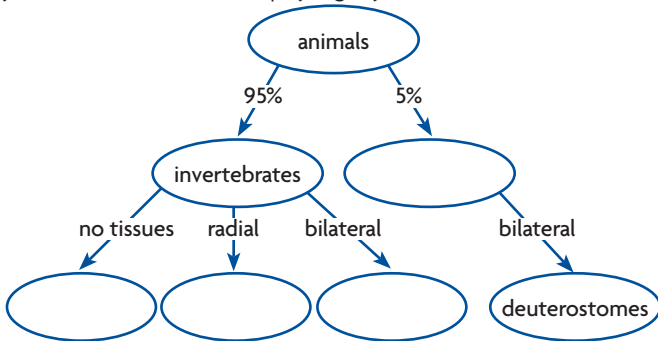 animals
95%
5%
invertebrates
no tissues
radial
bilateral
bilateral
deuterostomes